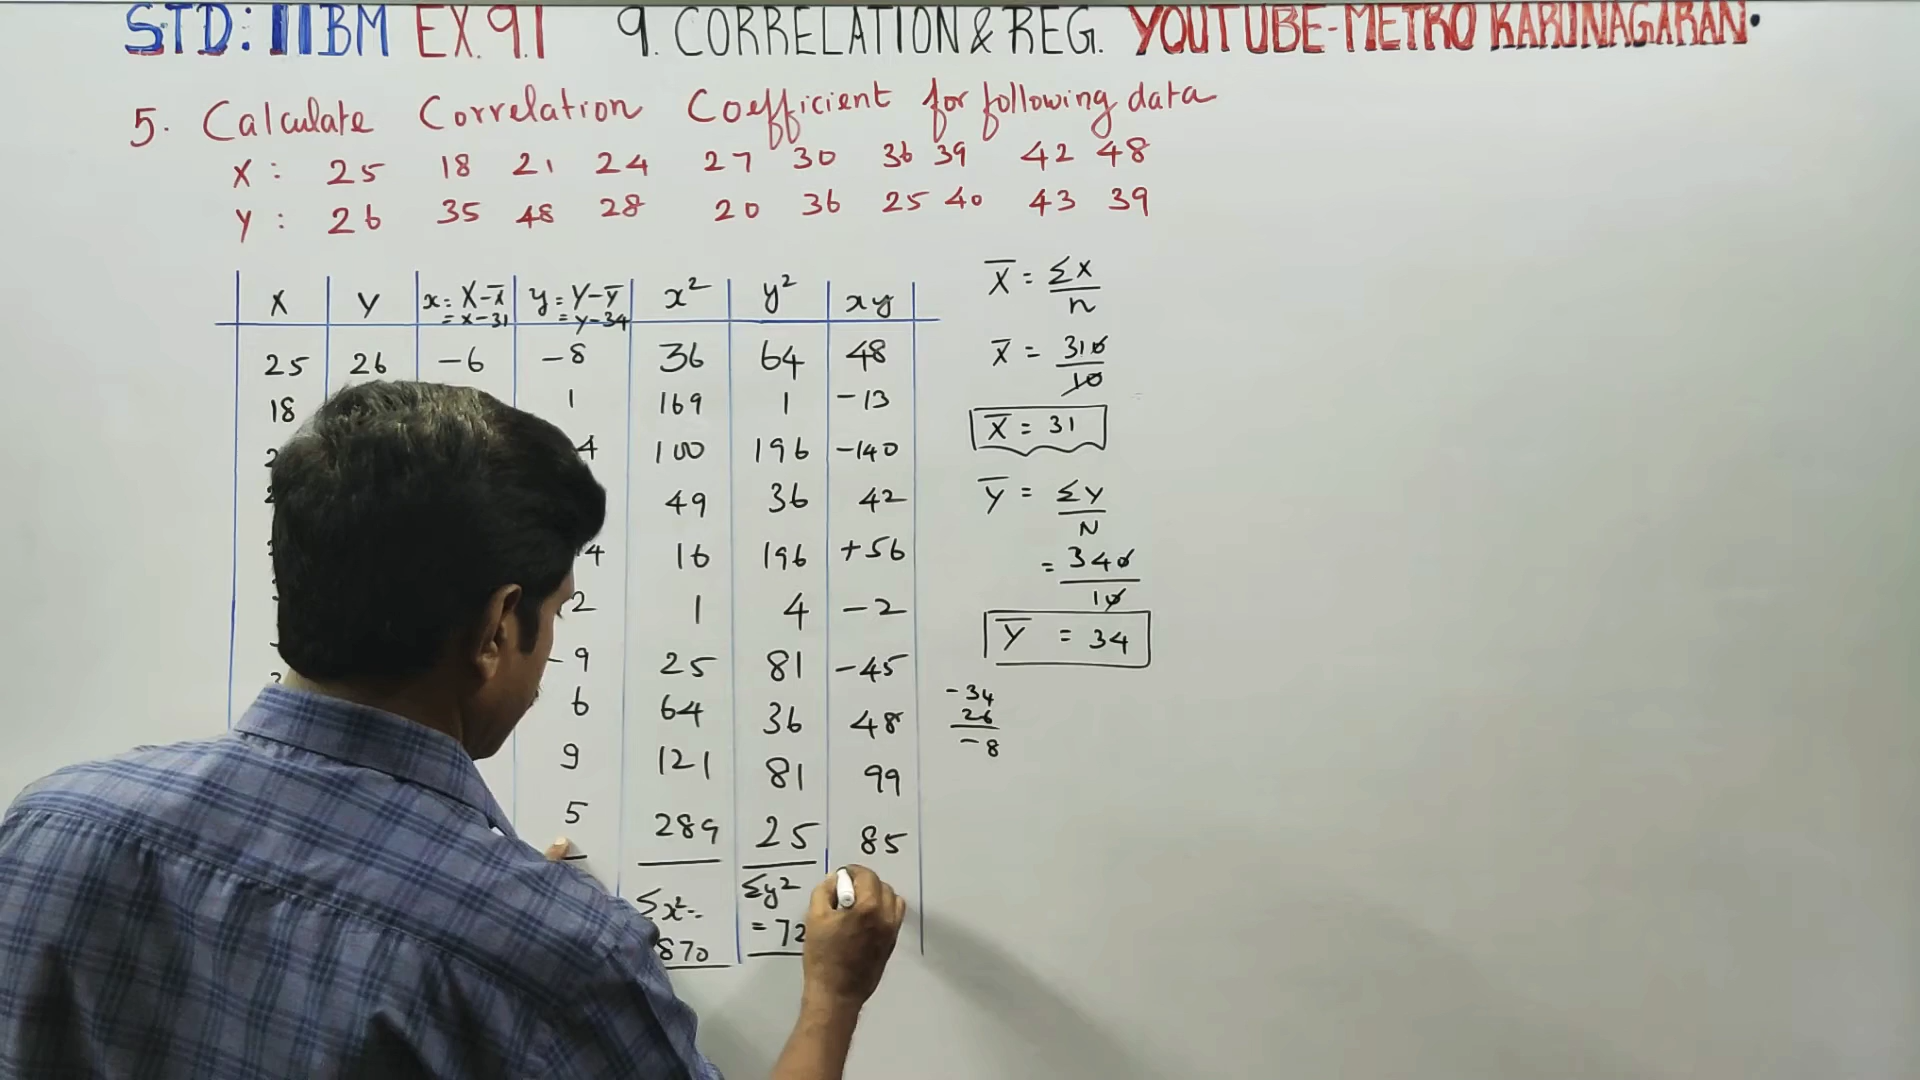 STD: 11BM EX. 9.1 9. CORRELATION & REG. YOUTUBE-METRO KARUNAGARAN.
5. Calculate Correlation Coefficient for following data
X : 25 18 21 24 27 30 36 39 42 48
Y : 26 35 48 28 20 36 25 40 43 39
X Y x = X - X̅ y = Y - Y̅ x² y² xy
= x - 31 = y - 34
25 26 -6 -8 36 64 48
18 1 169 1 -13
2 4 100 196 -140
49 36 42
4 16 196 +56
2 1 4 -2
-9 25 81 -45
6 64 36 48
9 121 81 99
5 289 25 85
Σx² = Σy²
870 = 72
X̅ = Σx / n
X̅ = 310 / 10
X̅ = 31
Y̅ = Σy / N
= 340 / 10
Y̅ = 34
-34
26
-8